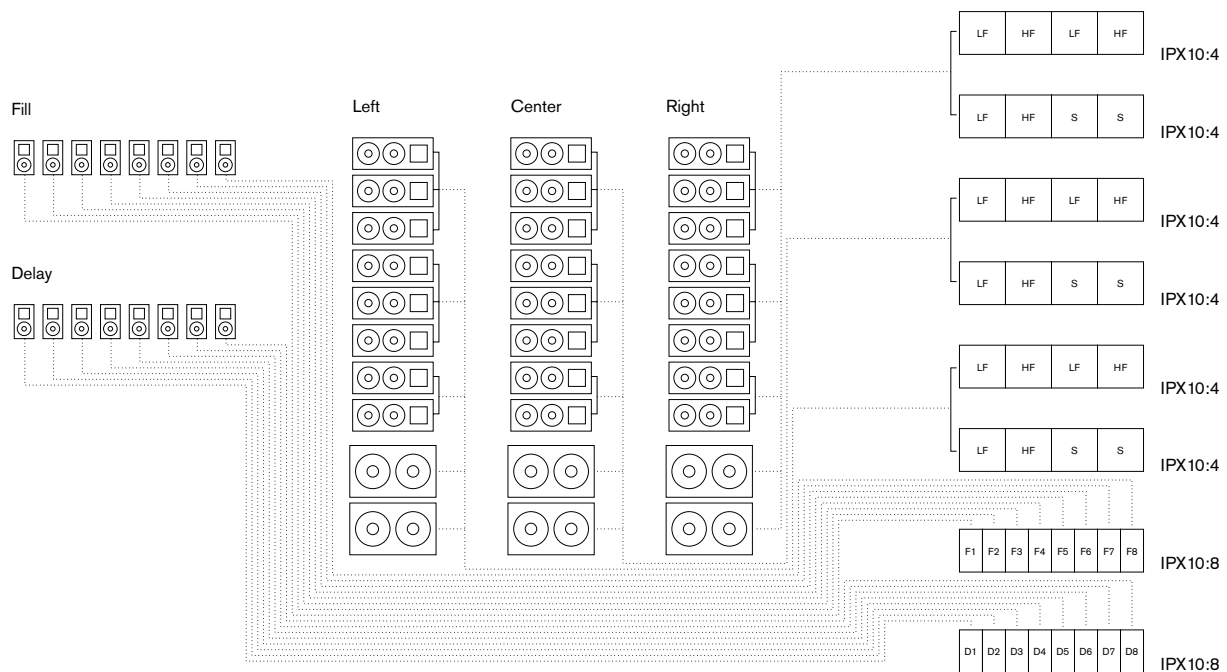 LF HF LF HF
IPX10:4
Fill
Left
Center
Right
LF HF S S
IPX10:4
LF HF LF HF
IPX10:4
Delay
LF HF S S
IPX10:4
LF HF LF HF
IPX10:4
LF HF S S
IPX10:4
F1 F2 F3 F4 F5 F6 F7 F8
IPX10:8
D1 D2 D3 D4 D5 D6 D7 D8
IPX10:8